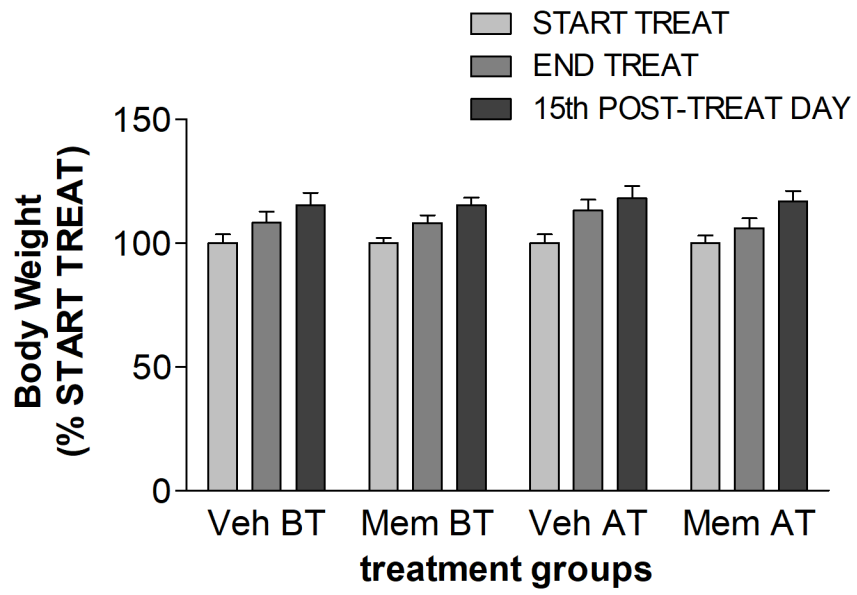 START TREAT
END TREAT
15th POST-TREAT DAY
150
100
50
0
Body Weight
(% START TREAT)
Veh BT
Mem BT
Veh AT
Mem AT
treatment groups